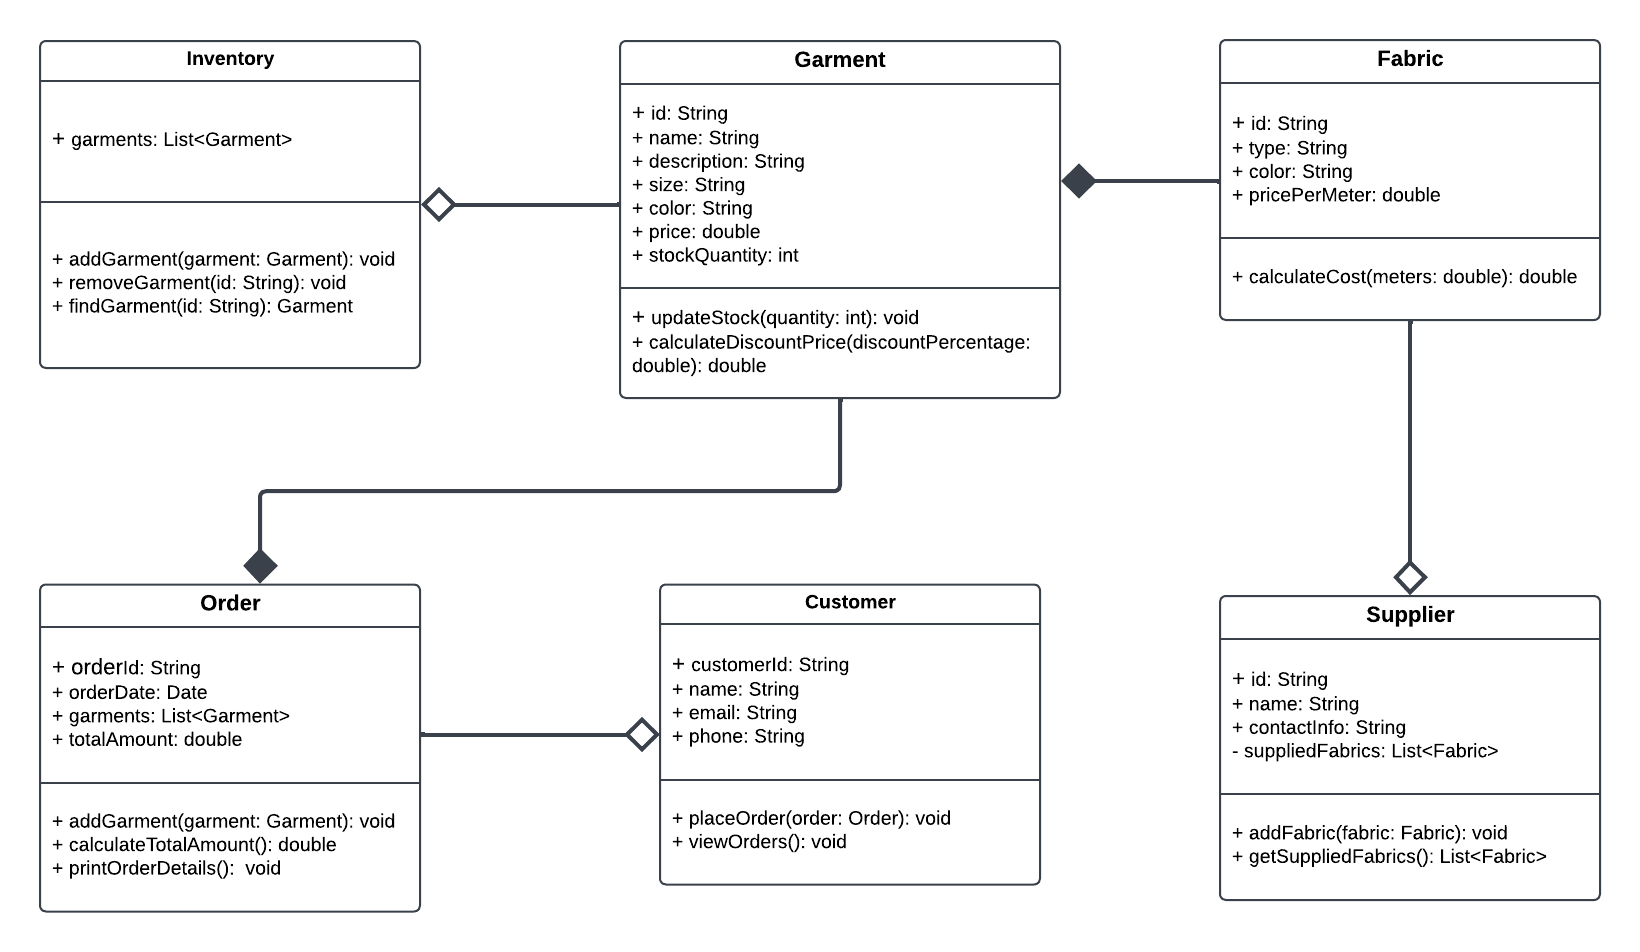 Inventory
+ garments: List<Garment>
+ addGarment(garment: Garment): void
+ removeGarment(id: String): void
+ findGarment(id: String): Garment
Garment
+ id: String
+ name: String
+ description: String
+ size: String
+ color: String
+ price: double
+ stockQuantity: int
+ updateStock(quantity: int): void
+ calculateDiscountPrice(discountPercentage:
double): double
Fabric
+ id: String
+ type: String
+ color: String
+ pricePerMeter: double
+ calculateCost(meters: double): double
Order
+ orderId: String
+ orderDate: Date
+ garments: List<Garment>
+ totalAmount: double
+ addGarment(garment: Garment): void
+ calculateTotalAmount(): double
+ printOrderDetails():  void
Customer
+ customerId: String
+ name: String
+ email: String
+ phone: String
+ placeOrder(order: Order): void
+ viewOrders(): void
Supplier
+ id: String
+ name: String
+ contactInfo: String
- suppliedFabrics: List<Fabric>
+ addFabric(fabric: Fabric): void
+ getSuppliedFabrics(): List<Fabric>